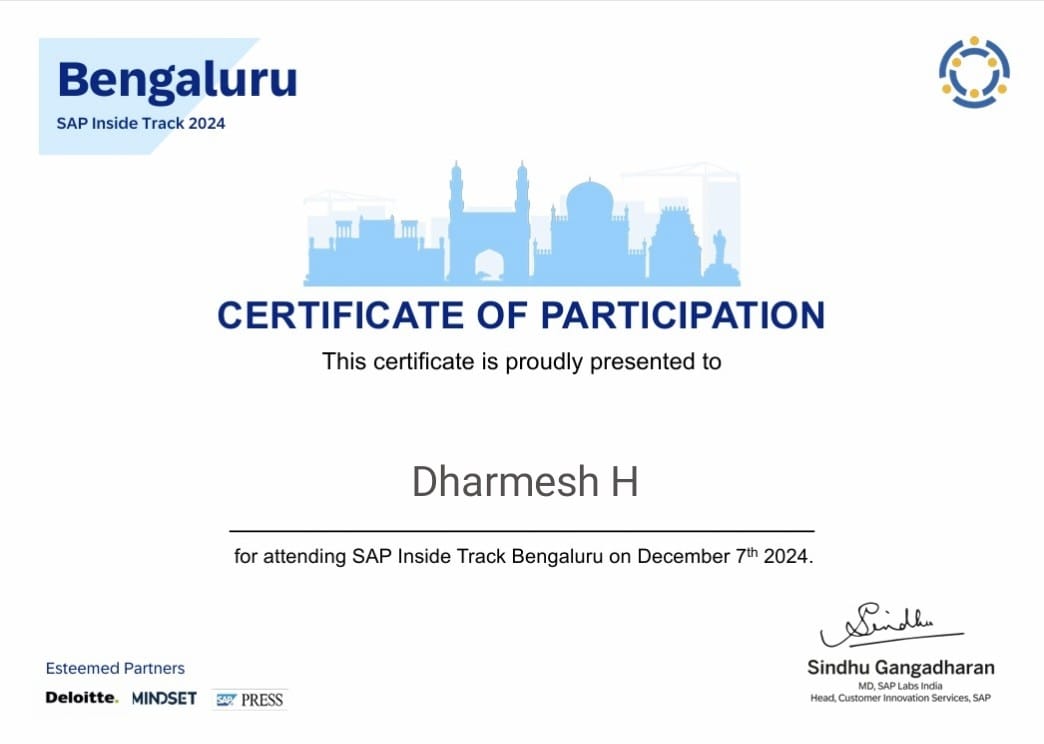 Bengaluru
SAP Inside Track 2024
CERTIFICATE OF PARTICIPATION
This certificate is proudly presented to
Dharmesh H
for attending SAP Inside Track Bengaluru on December 7th 2024.
Sindhu
Sindhu Gangadharan
MD, SAP Labs India
Head, Customer Innovation Services, SAP
Esteemed Partners
Deloitte. MINDSET SAP PRESS